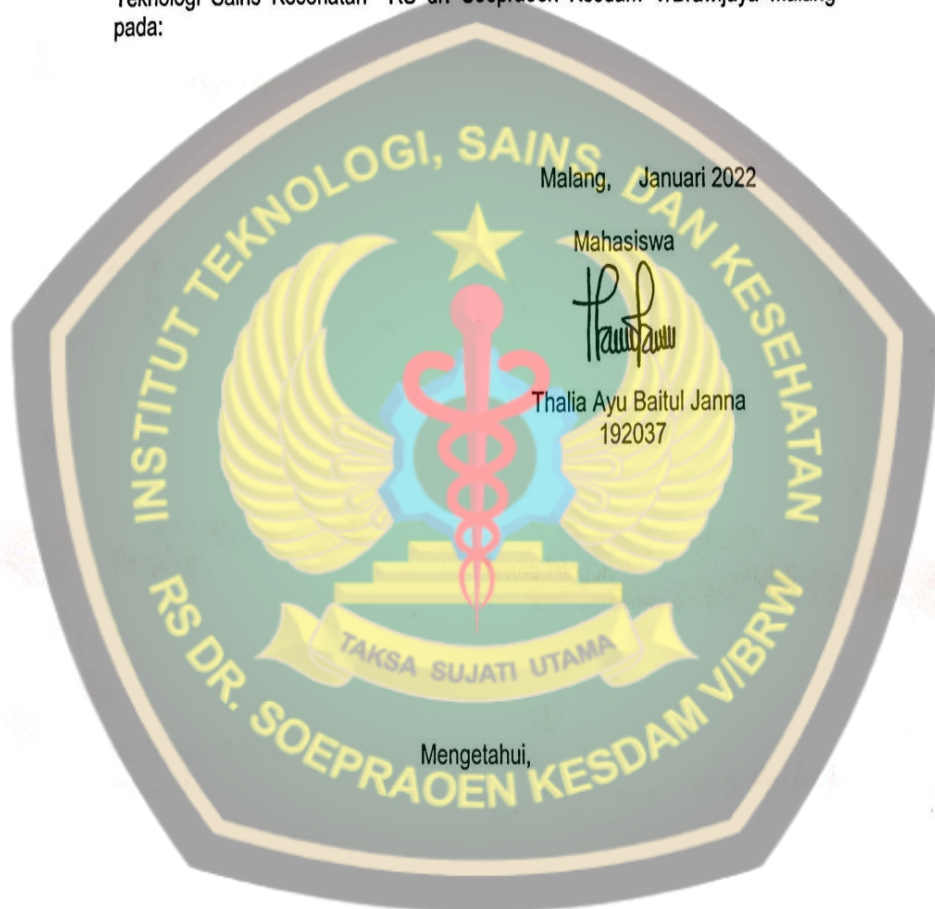 Teknologi Sains Kesehatan RS dr. Soepraoen Kesdam V/Brawijaya Malang
pada:
INSTITUT TEKNOLOGI, SAINS, DAN KESEHATAN
Malang, Januari 2022
Mahasiswa
Thalia Ayu Baitul Janna
192037
TAKSA SUJATI UTAMA
RS DR. SOEPRAOEN KESDAM V/BRW
Mengetahui,